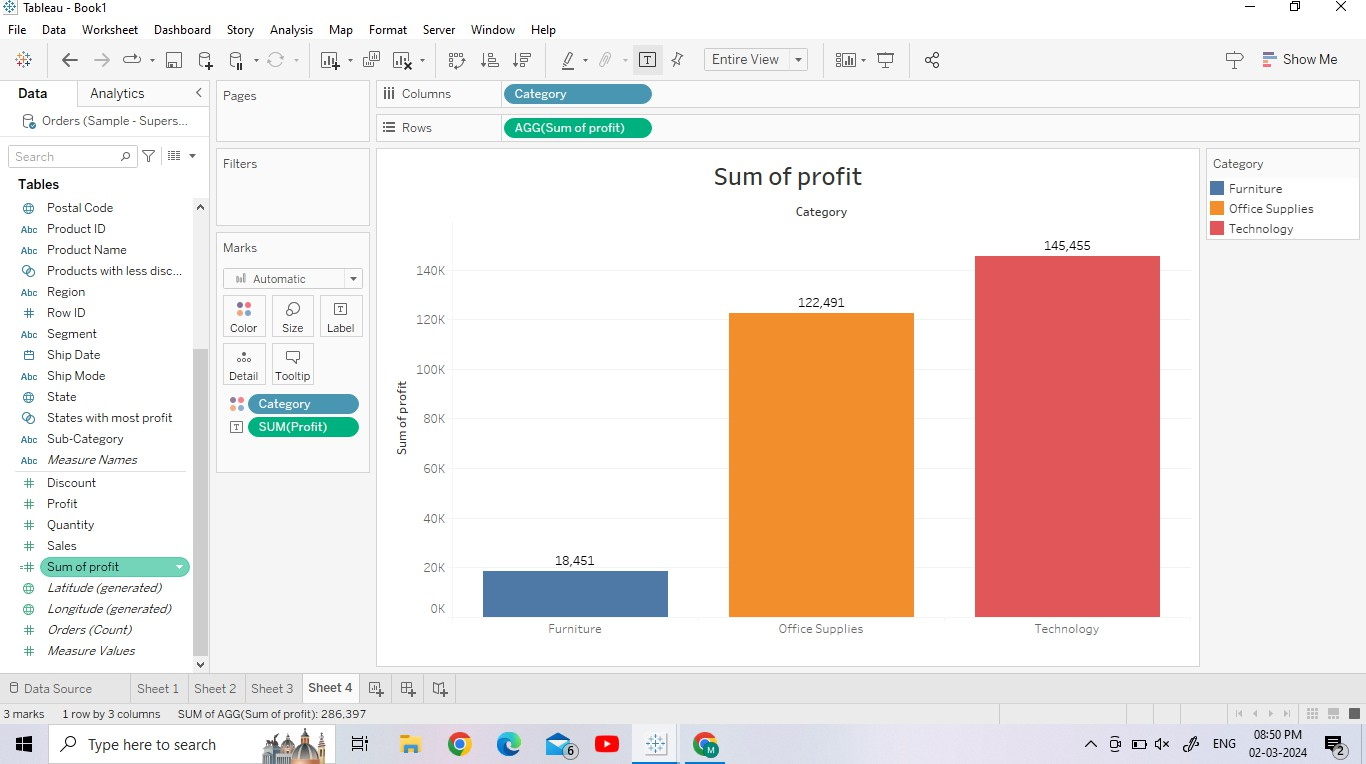 Tableau - Book1
File Data Worksheet Dashboard Story Analysis Map Format Server Window Help
Entire View
Show Me
Data Analytics
Orders (Sample - Supers...
Search
Tables
Postal Code
Abc Product ID
Abc Product Name
Products with less disc...
Abc Region
# Row ID
Abc Segment
Ship Date
Abc Ship Mode
State
States with most profit
Abc Sub-Category
Abc Measure Names
# Discount
# Profit
# Quantity
# Sales
=# Sum of profit
Latitude (generated)
Longitude (generated)
# Orders (Count)
# Measure Values
Pages
Filters
Marks
Automatic
Color Size Label
Detail Tooltip
Category
SUM(Profit)
Columns Category
Rows AGG(Sum of profit)
Sum of profit
Category
Sum of profit
140K
120K
100K
80K
60K
40K
20K
0K
18,451
122,491
145,455
Furniture Office Supplies Technology
Category
Furniture
Office Supplies
Technology
Data Source Sheet 1 Sheet 2 Sheet 3 Sheet 4
3 marks 1 row by 3 columns SUM of AGG(Sum of profit): 286,397
Type here to search
6
M
ENG
08:50 PM
02-03-2024
2